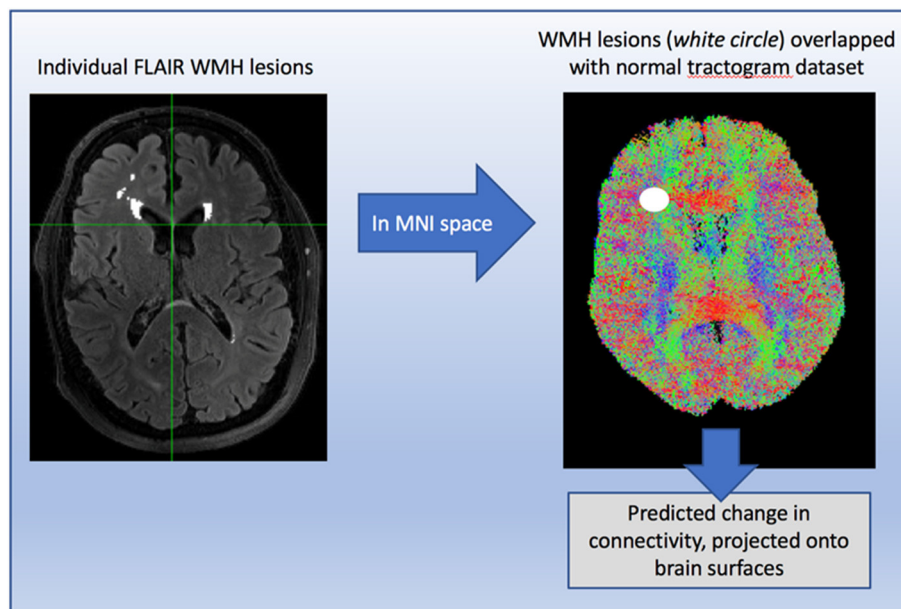 Individual FLAIR WMH lesions
WMH lesions (white circle) overlapped
with normal tractogram dataset
In MNI space
Predicted change in
connectivity, projected onto
brain surfaces